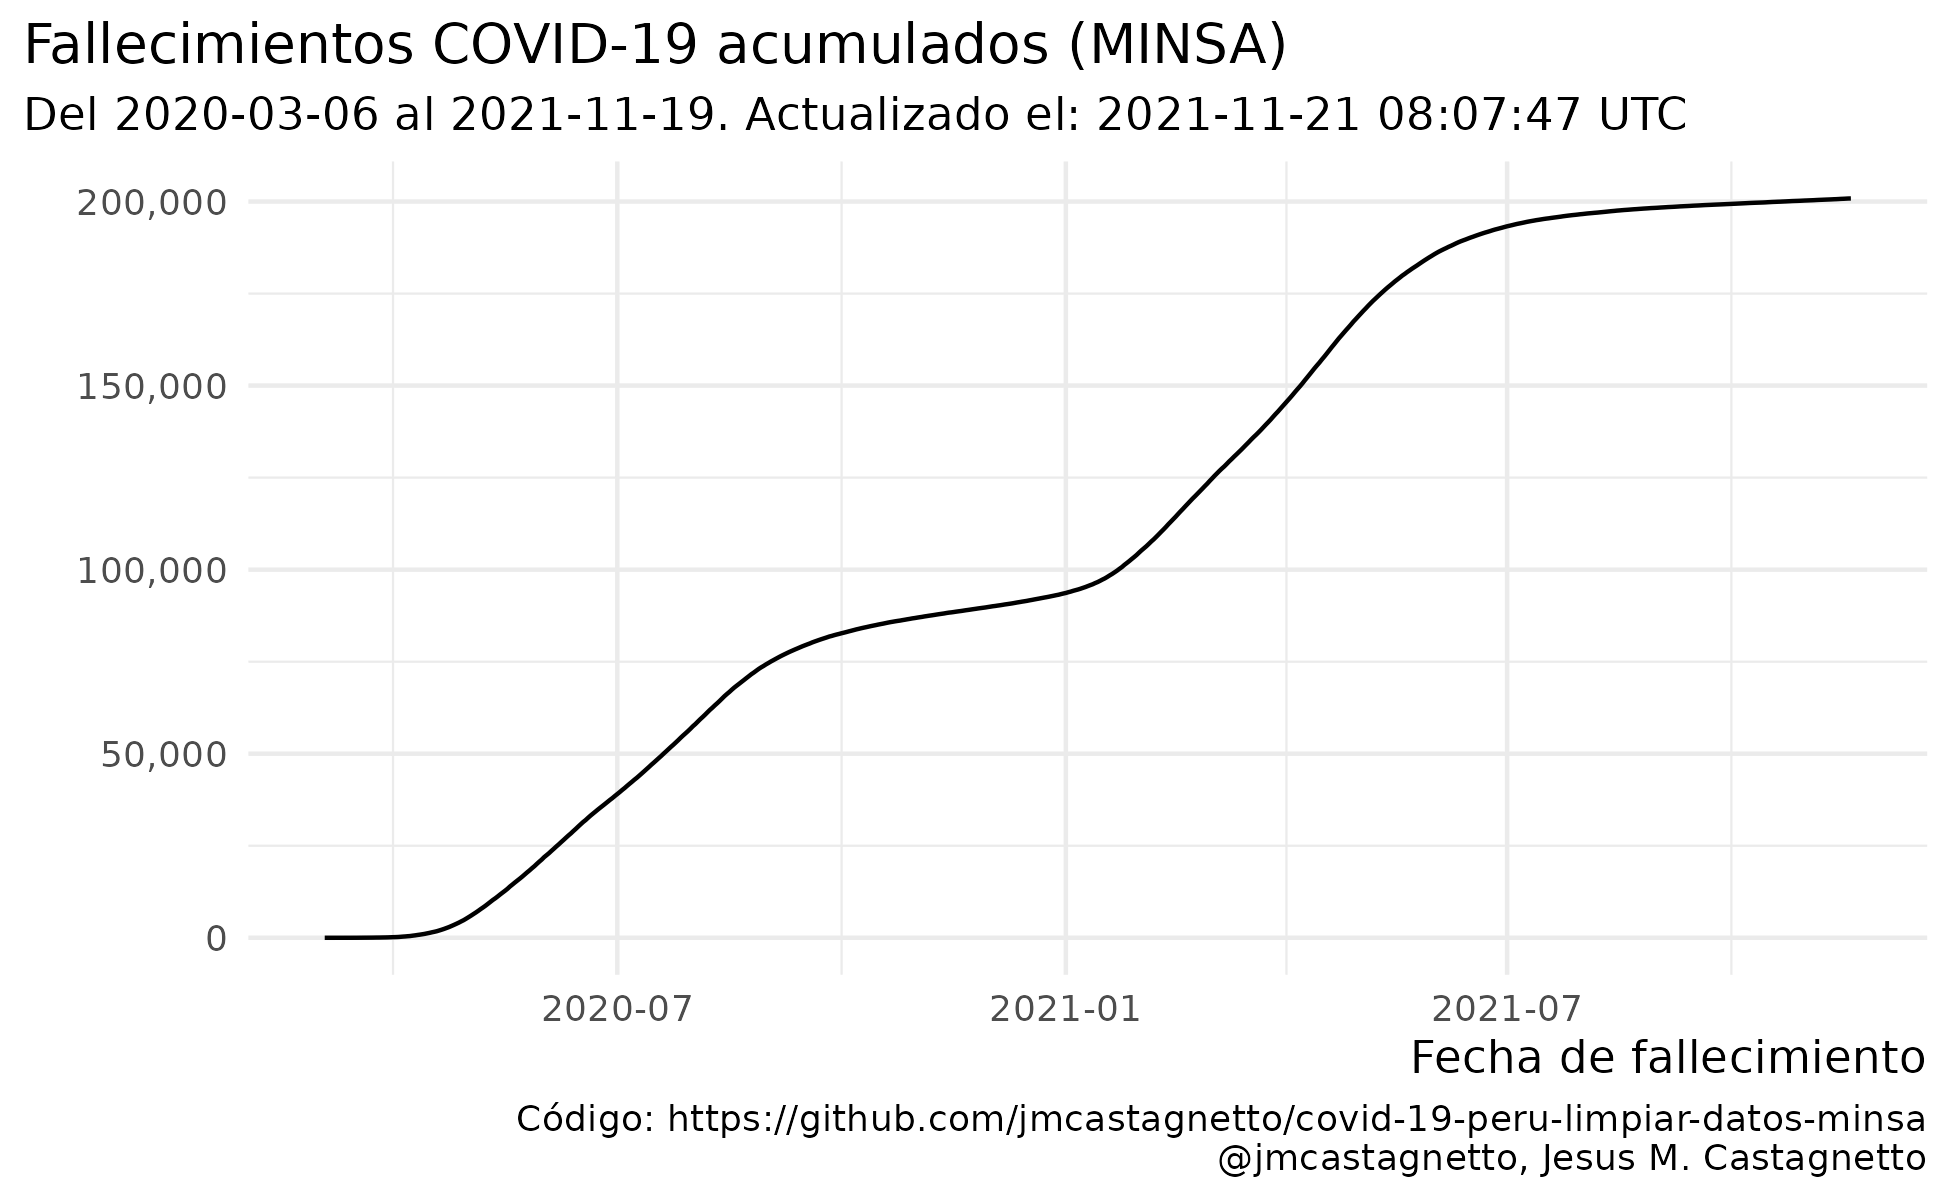 Fallecimientos COVID-19 acumulados (MINSA)
Del 2020-03-06 al 2021-11-19. Actualizado el: 2021-11-21 08:07:47 UTC
200,000
150,000
100,000
50,000
0
2020-07 2021-01 2021-07
Fecha de fallecimiento
Código: https://github.com/jmcastagnetto/covid-19-peru-limpiar-datos-minsa
@jmcastagnetto, Jesus M. Castagnetto